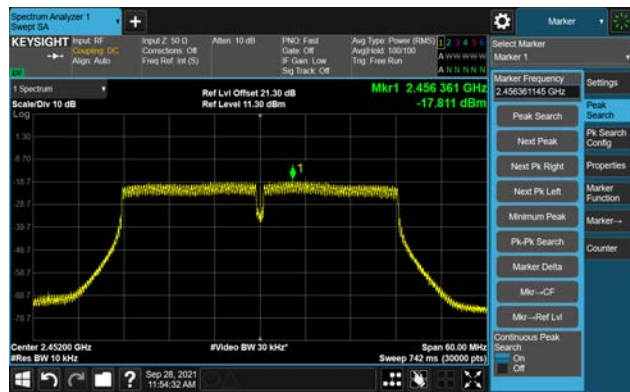 Spectrum Analyzer 1
Swept SA
Marker
KEYSIGHT
Input: RF
Coupling: DC
Align: Auto
Input Z: 50 Ω
Corrections: Off
Freq Ref: Int (S)
Atten: 10 dB
PNO: Fast
Gate: Off
IF Gain: Low
Sig Track: Off
Avg Type: Power (RMS)
Avg|Hold: 100/100
Trig: Free Run
1 2 3 4 5 6
A W W W W W
A N N N N N
Select Marker
Marker 1
1 Spectrum
Scale/Div 10 dB
Log
Ref Lvl Offset 21.30 dB
Ref Level 11.30 dBm
Mkr1 2.456 361 GHz
-17.811 dBm
1.30
-8.70
-18.7
-28.7
-38.7
-48.7
-58.7
-68.7
-78.7
1
Center 2.45200 GHz
#Res BW 10 kHz
#Video BW 30 kHz*
Span 60.00 MHz
Sweep 742 ms (30000 pts)
Marker Frequency
2.456361145 GHz
Peak Search
Next Peak
Next Pk Right
Next Pk Left
Minimum Peak
Pk-Pk Search
Marker Delta
Mkr→CF
Mkr→Ref Lvl
Continuous Peak
Search
On
Off
Settings
Peak
Search
Pk Search
Config
Properties
Marker
Function
Marker→
Counter
Sep 28, 2021
11:54:32 AM